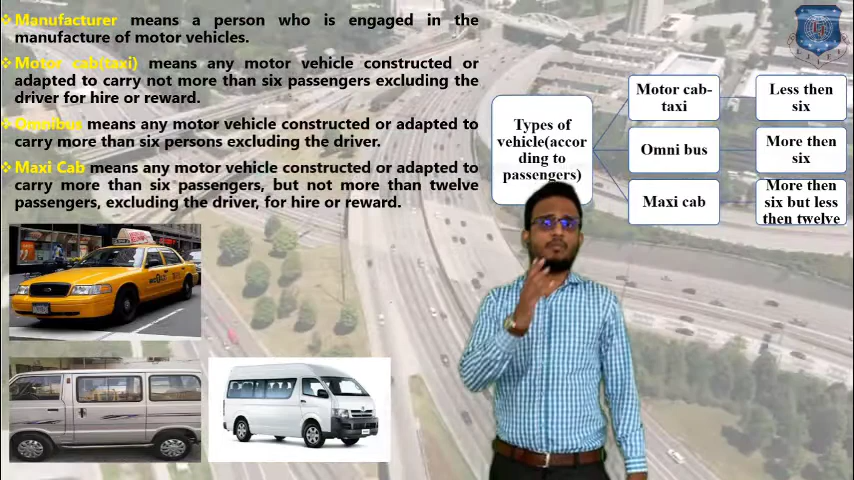 Manufacturer means a person who is engaged in the
manufacture of motor vehicles.
Motor cab(taxi) means any motor vehicle constructed or
adapted to carry not more than six passengers excluding the
driver for hire or reward.
Omnibus means any motor vehicle constructed or adapted to
carry more than six persons excluding the driver.
Maxi Cab means any motor vehicle constructed or adapted to
carry more than six passengers, but not more than twelve
passengers, excluding the driver, for hire or reward.
Types of
vehicle(accor
ding to
passengers)
Motor cab-
taxi
Less then
six
Omni bus
More then
six
Maxi cab
More then
six but less
then twelve